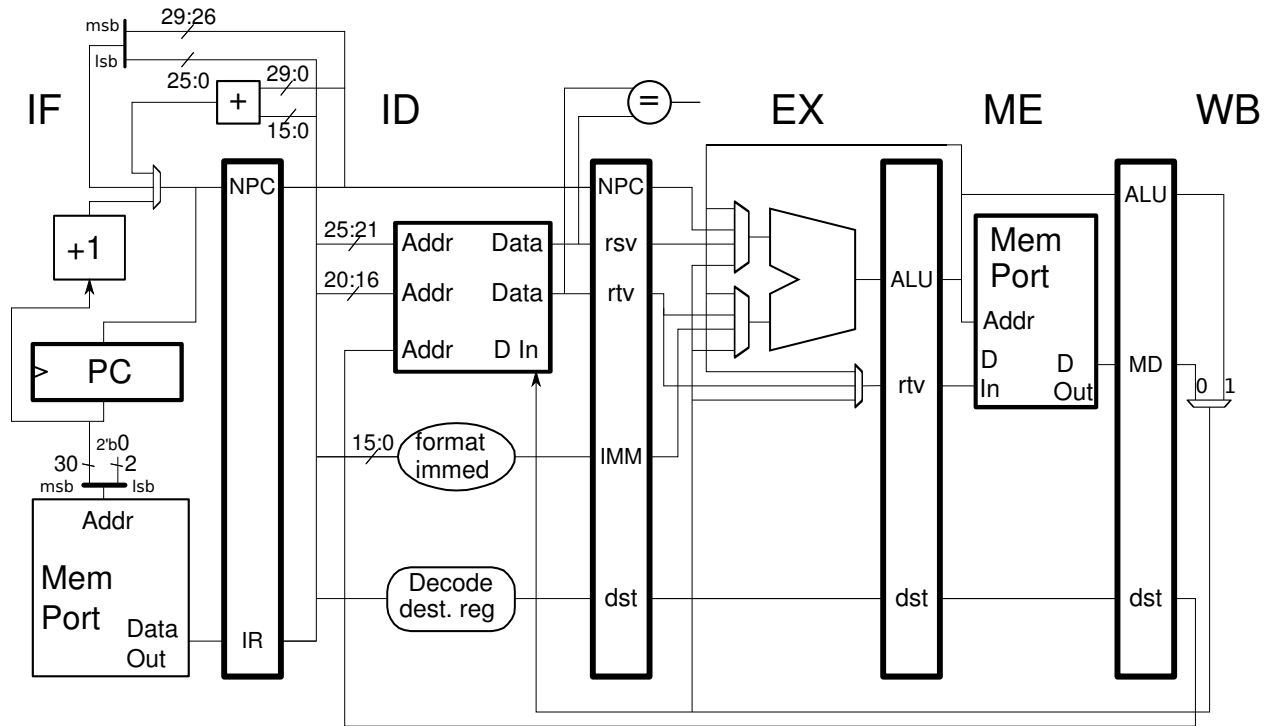 29:26
msb
lsb
25:0
29:0
15:0
+
=
IF
ID
EX
ME
WB
NPC
NPC
+1
25:21
Addr
Data
rsv
20:16
Addr
Data
rtv
Addr
D In
ALU
Mem
Port
Addr
D
In
D
Out
ALU
MD
0 1
rtv
PC
15:0
format
immed
IMM
2'b0
30
2
msb
lsb
Addr
Mem
Port
Data
Out
IR
Decode
dest. reg
dst
dst
dst